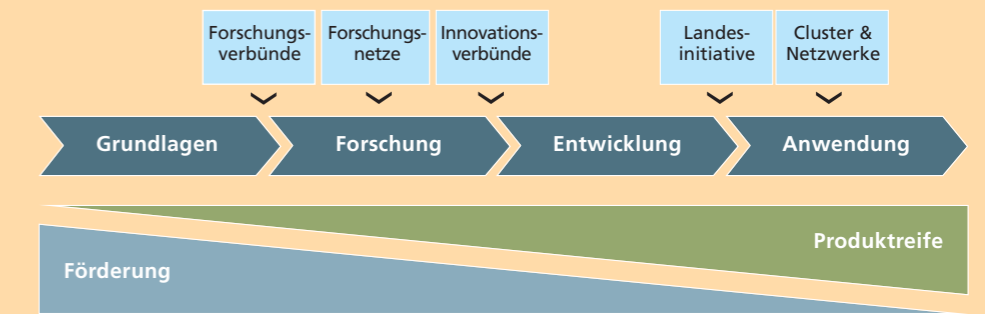 Forschungs-
verbünde
Forschungs-
netze
Innovations-
verbünde
Landes-
initiative
Cluster &
Netzwerke
Grundlagen
Forschung
Entwicklung
Anwendung
Produktreife
Förderung